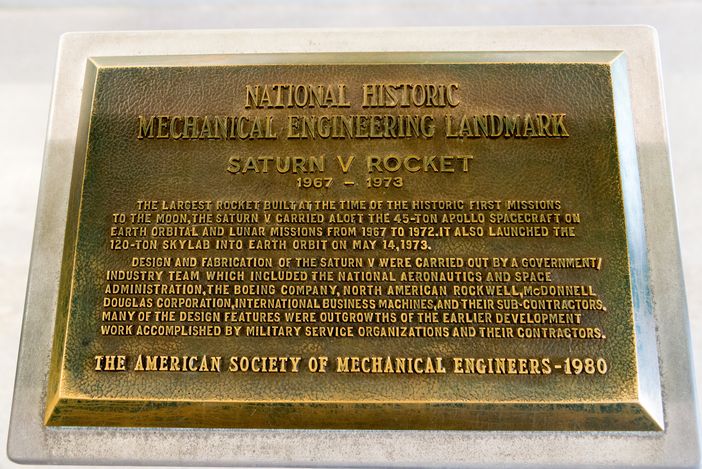 NATIONAL HISTORIC
MECHANICAL ENGINEERING LANDMARK
SATURN V ROCKET
1967 - 1973
THE LARGEST ROCKET BUILT AT THE TIME OF THE HISTORIC FIRST MISSIONS
TO THE MOON, THE SATURN V CARRIED ALOFT THE 45-TON APOLLO SPACECRAFT ON
EARTH ORBITAL AND LUNAR MISSIONS FROM 1967 TO 1972. IT ALSO LAUNCHED THE
120-TON SKYLAB INTO EARTH ORBIT ON MAY 14, 1973.
DESIGN AND FABRICATION OF THE SATURN V WERE CARRIED OUT BY A GOVERNMENT/
INDUSTRY TEAM WHICH INCLUDED THE NATIONAL AERONAUTICS AND SPACE
ADMINISTRATION, THE BOEING COMPANY, NORTH AMERICAN ROCKWELL, McDONNELL
DOUGLAS CORPORATION, INTERNATIONAL BUSINESS MACHINES, AND THEIR SUB-CONTRACTORS.
MANY OF THE DESIGN FEATURES WERE OUTGROWTHS OF THE EARLIER DEVELOPMENT
WORK ACCOMPLISHED BY MILITARY SERVICE ORGANIZATIONS AND THEIR CONTRACTORS.
THE AMERICAN SOCIETY OF MECHANICAL ENGINEERS-1980